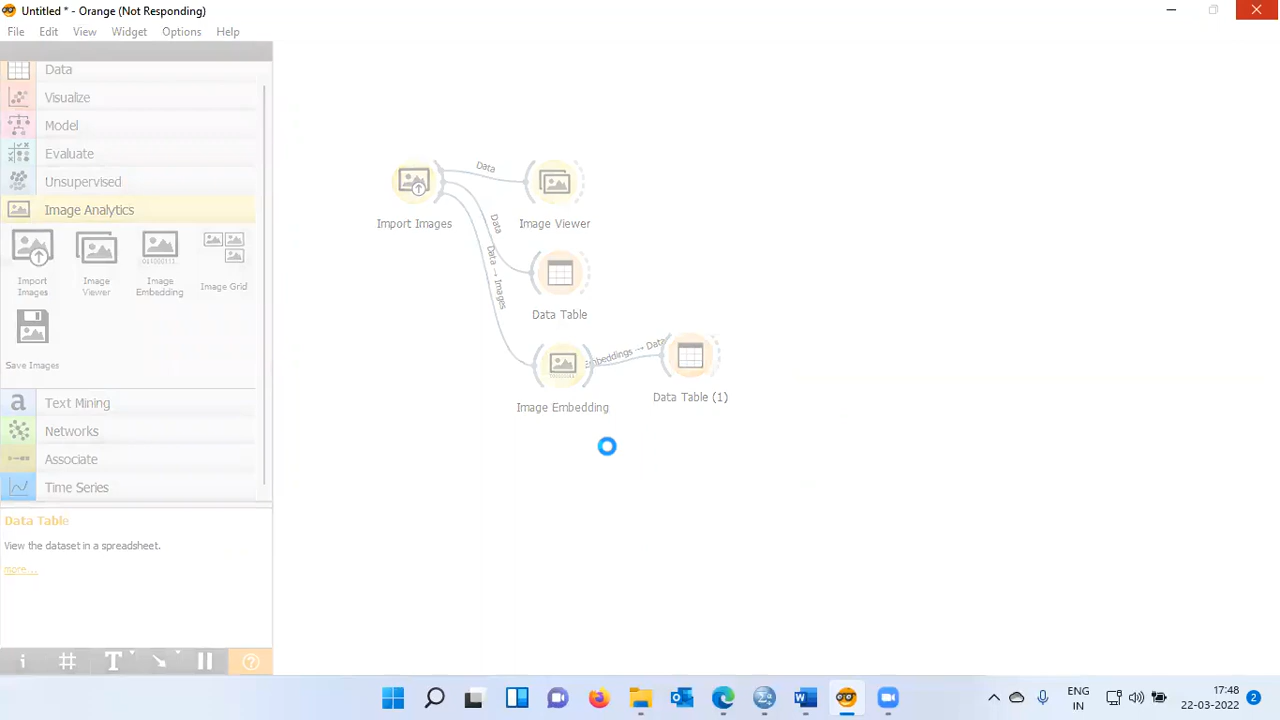 Untitled * - Orange (Not Responding)
File Edit View Widget Options Help
Data
Visualize
Model
Evaluate
Unsupervised
Image Analytics
Import Images
Image Viewer
Image Embedding
Image Grid
Save Images
Text Mining
Networks
Associate
Time Series
Data Table
View the dataset in a spreadsheet.
more...
Data
Import Images
Image Viewer
Data
Data → Images
Data Table
Embeddings → Data
Image Embedding
Data Table (1)
ENG
IN
17:48
22-03-2022
2